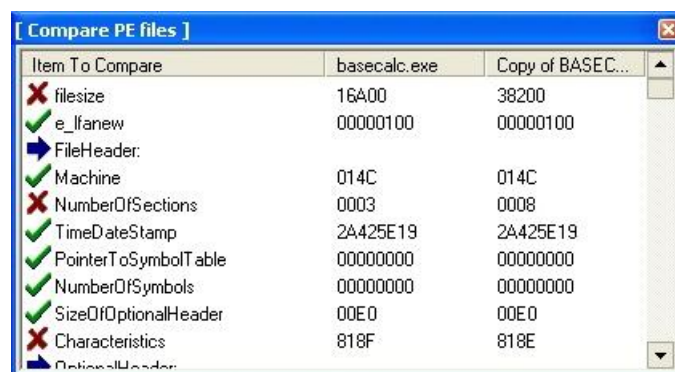 [ Compare PE files ]
Item To Compare basecalc.exe Copy of BASEC...
filesize 16A00 38200
e_lfanew 00000100 00000100
FileHeader:
Machine 014C 014C
NumberOfSections 0003 0008
TimeDateStamp 2A425E19 2A425E19
PointerToSymbolTable 00000000 00000000
NumberOfSymbols 00000000 00000000
SizeOfOptionalHeader 00E0 00E0
Characteristics 818F 818E
OptionalHeader: